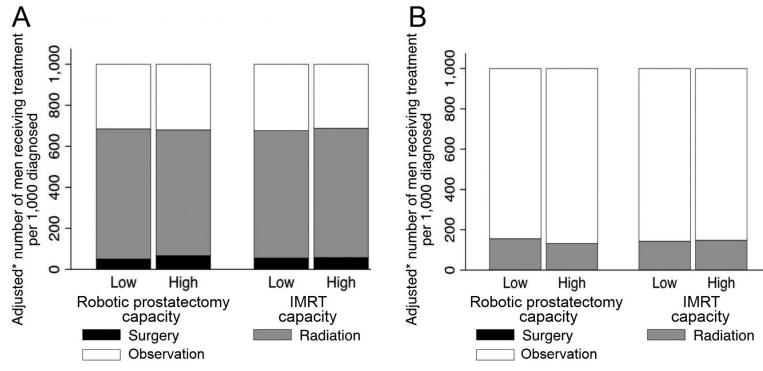 A
Adjusted* number of men receiving treatment
per 1,000 diagnosed
1,000
800
600
400
200
0
Low High Low High
Robotic prostatectomy IMRT
capacity capacity
Surgery Radiation
Observation
B
Adjusted* number of men receiving treatment
per 1,000 diagnosed
1,000
800
600
400
200
0
Low High Low High
Robotic prostatectomy IMRT
capacity capacity
Surgery Radiation
Observation